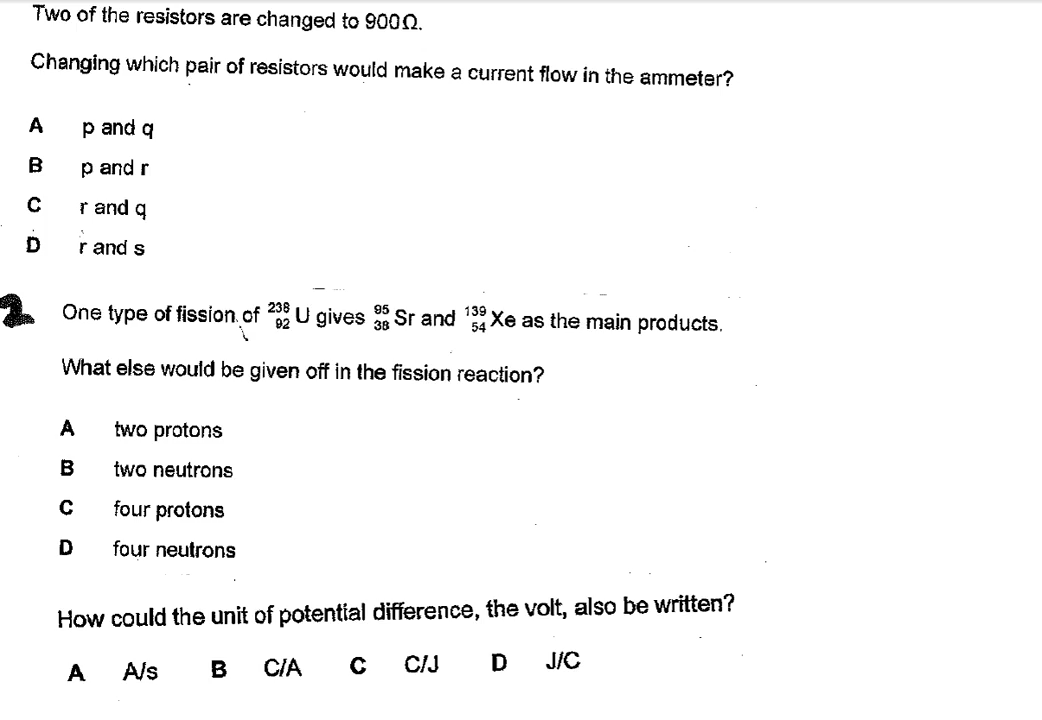 Two of the resistors are changed to 900Ω.
Changing which pair of resistors would make a current flow in the ammeter?
A p and q
B p and r
C r and q
D r and s
2 One type of fission of ²³⁸₉₂U gives ⁹⁵₃₈Sr and ¹³⁹₅₄Xe as the main products.
What else would be given off in the fission reaction?
A two protons
B two neutrons
C four protons
D four neutrons
How could the unit of potential difference, the volt, also be written?
A A/s B C/A C C/J D J/C